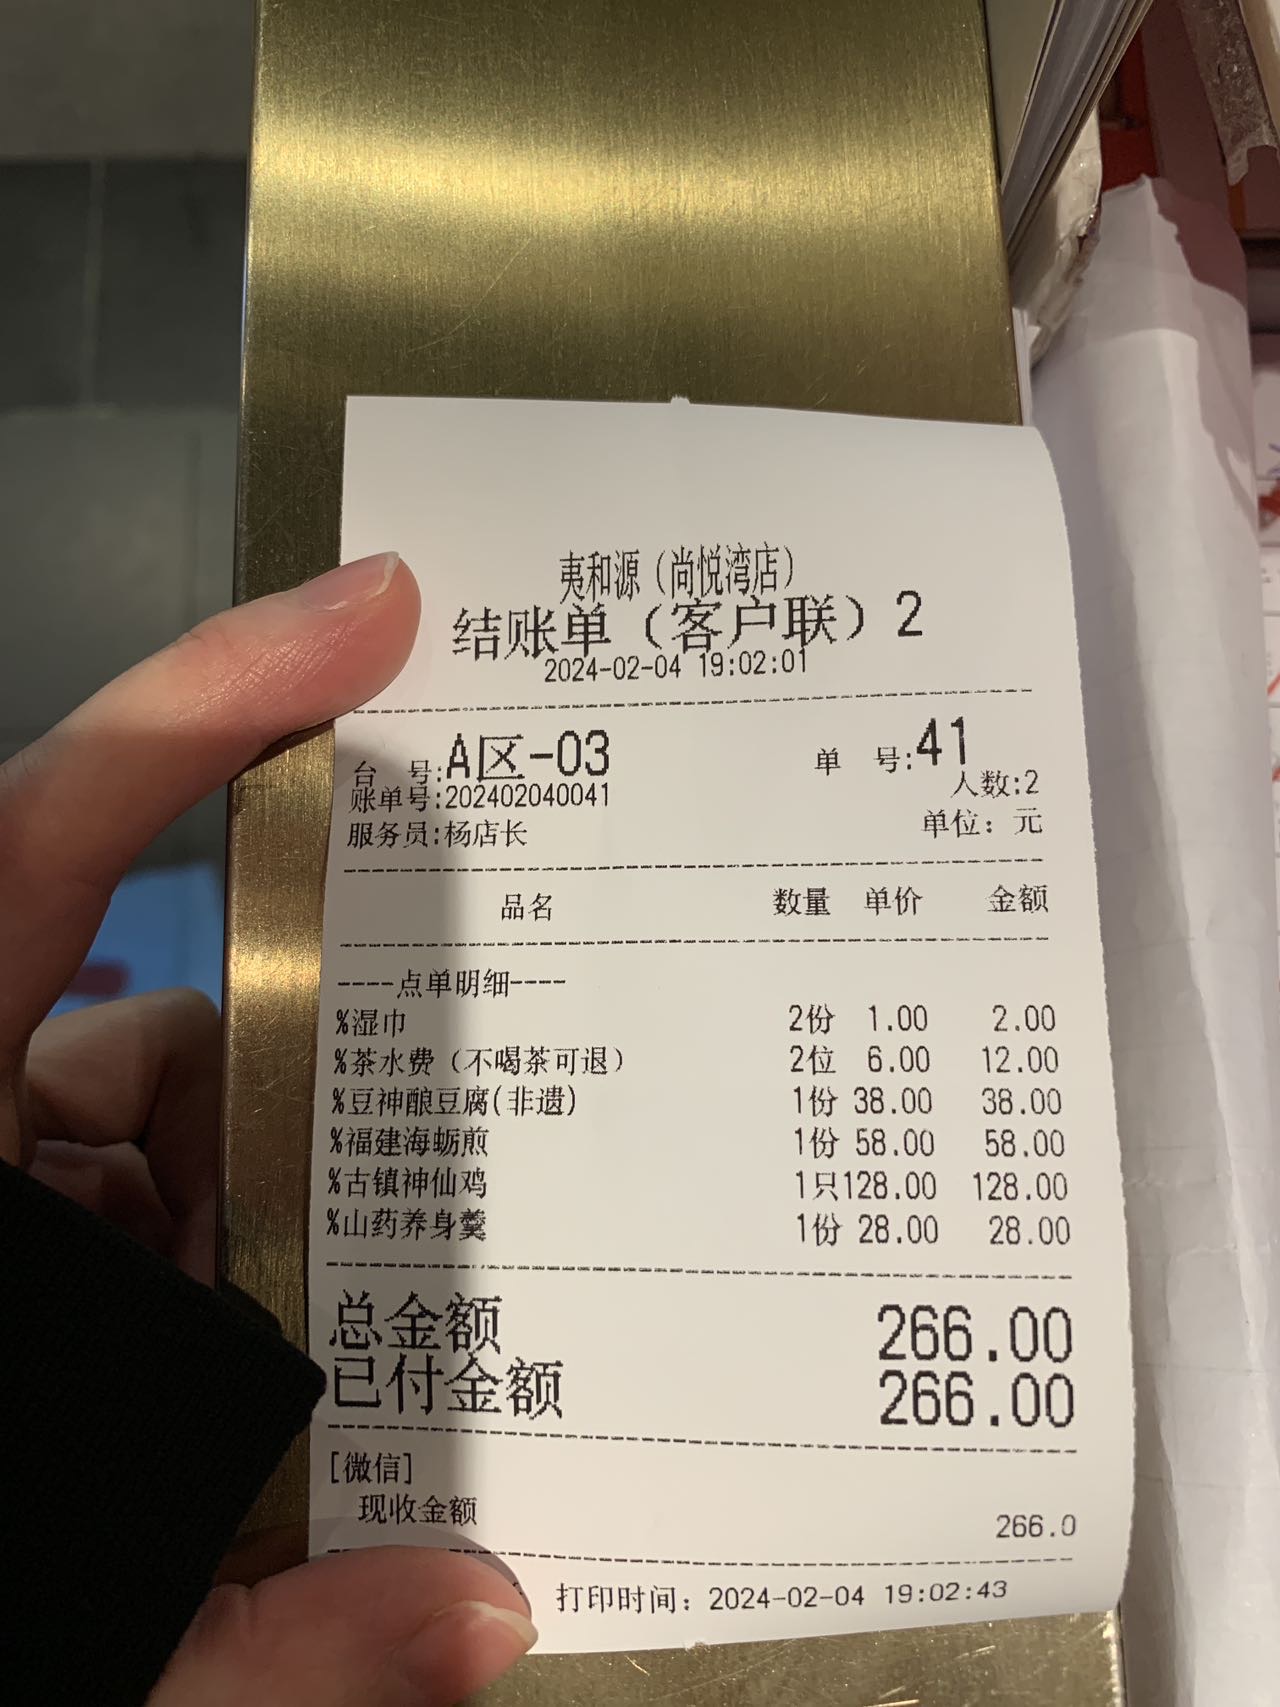 夷和源（尚悦湾店）
结账单（客户联）2
2024-02-04 19:02:01
台 号:A区-03 单 号:41
账单号:202402040041 人数:2
服务员:杨店长 单位：元
品名 数量 单价 金额
----点单明细----
%湿巾 2份 1.00 2.00
%茶水费（不喝茶可退） 2位 6.00 12.00
%豆神酿豆腐(非遗) 1份 38.00 38.00
%福建海蛎煎 1份 58.00 58.00
%古镇神仙鸡 1只128.00 128.00
%山药养身羹 1份 28.00 28.00
总金额 266.00
已付金额 266.00
[微信]
现收金额 266.0
打印时间：2024-02-04 19:02:43